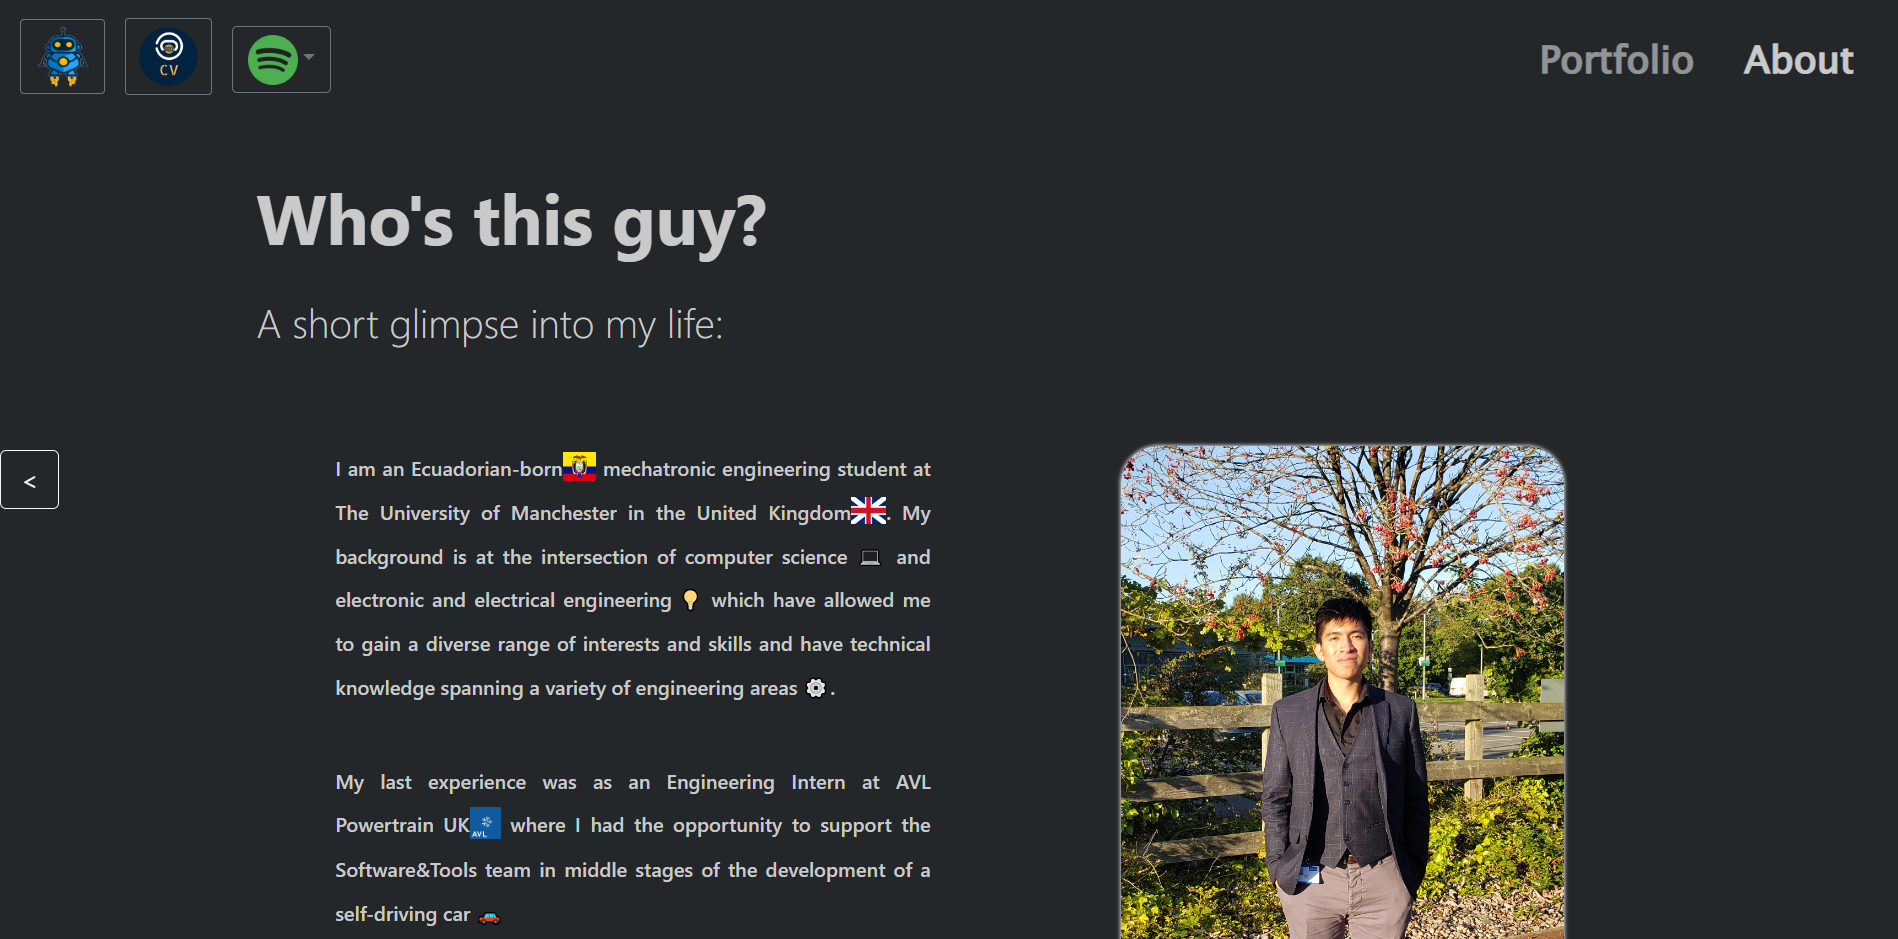 CV
Portfolio About
Who's this guy?
A short glimpse into my life:
<
I am an Ecuadorian-born mechatronic engineering student at
The University of Manchester in the United Kingdom. My
background is at the intersection of computer science 💻 and
electronic and electrical engineering 💡 which have allowed me
to gain a diverse range of interests and skills and have technical
knowledge spanning a variety of engineering areas ⚙️ .
My last experience was as an Engineering Intern at AVL
Powertrain UK AVL where I had the opportunity to support the
Software&Tools team in middle stages of the development of a
self-driving car 🚗